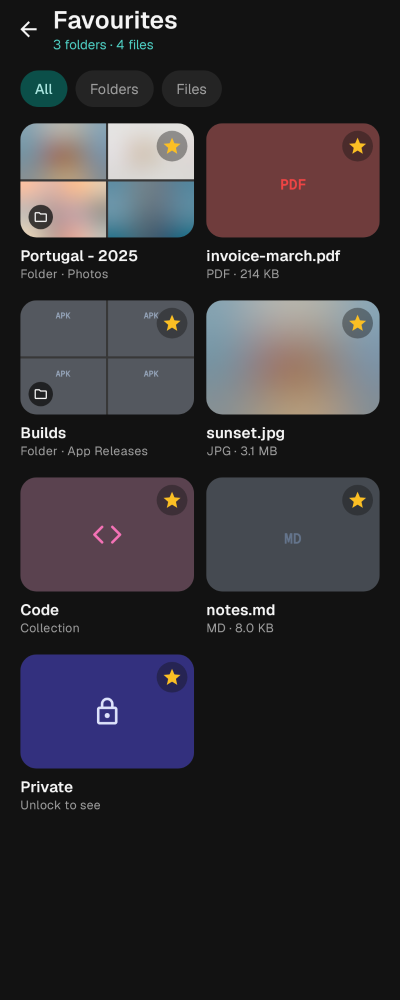 Favourites
3 folders · 4 files
All
Folders
Files
PDF
Portugal - 2025
Folder · Photos
invoice-march.pdf
PDF · 214 KB
APK
APK
APK
APK
Builds
Folder · App Releases
sunset.jpg
JPG · 3.1 MB
MD
Code
Collection
notes.md
MD · 8.0 KB
Private
Unlock to see